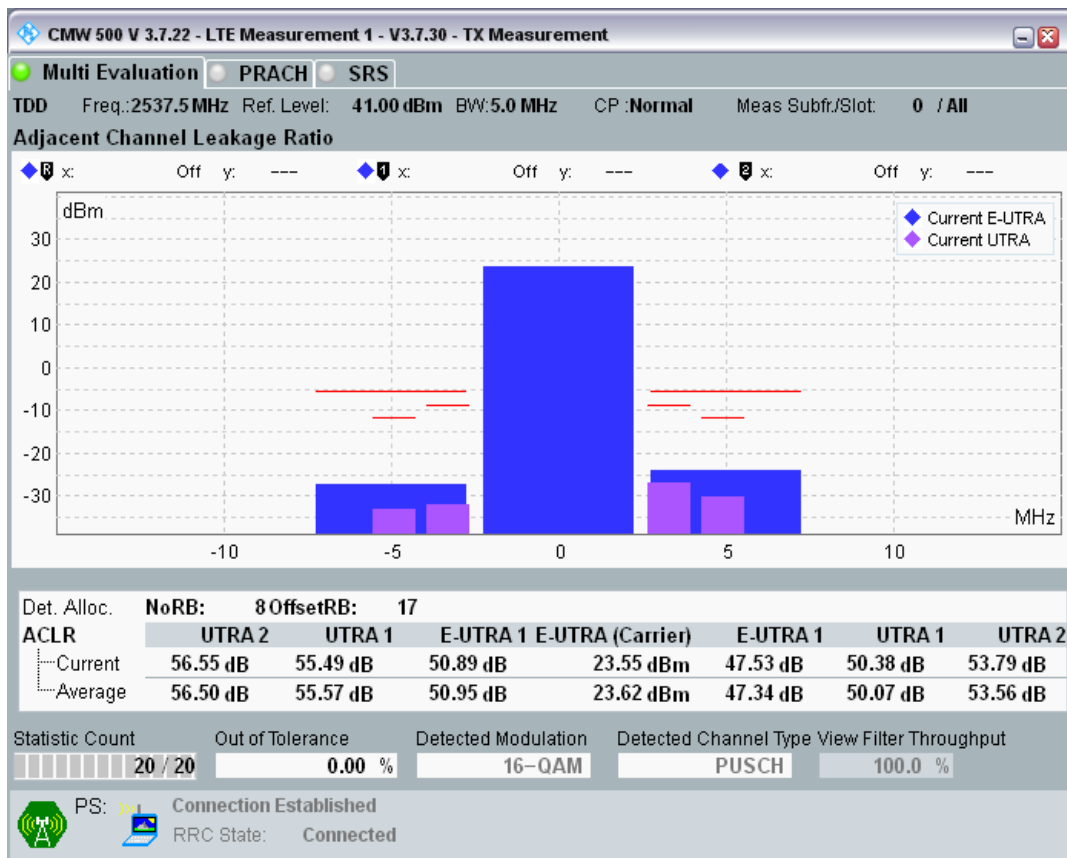 CMW 500 V 3.7.22 - LTE Measurement 1 - V3.7.30 - TX Measurement
Multi Evaluation PRACH SRS
TDD Freq.:2537.5 MHz Ref. Level: 41.00 dBm BW:5.0 MHz CP :Normal Meas Subfr./Slot: 0 / All
Adjacent Channel Leakage Ratio
R x: Off y: --- 1 x: Off y: --- 2 x: Off y: ---
dBm
Current E-UTRA
Current UTRA
30
20
10
0
-10
-20
-30
MHz
-10 -5 0 5 10
Det. Alloc. NoRB: 8 OffsetRB: 17
ACLR UTRA 2 UTRA 1 E-UTRA 1 E-UTRA (Carrier) E-UTRA 1 UTRA 1 UTRA 2
Current 56.55 dB 55.49 dB 50.89 dB 23.55 dBm 47.53 dB 50.38 dB 53.79 dB
Average 56.50 dB 55.57 dB 50.95 dB 23.62 dBm 47.34 dB 50.07 dB 53.56 dB
Statistic Count Out of Tolerance Detected Modulation Detected Channel Type View Filter Throughput
20 / 20 0.00 % 16-QAM PUSCH 100.0 %
PS: Connection Established
RRC State: Connected